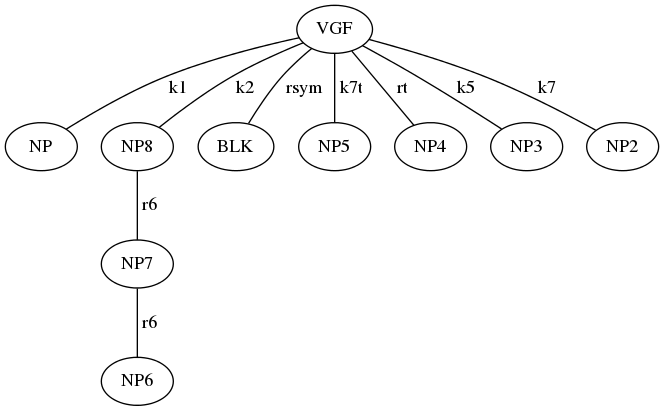 VGF
k1 k2 rsym k7t rt k5 k7
NP NP8 BLK NP5 NP4 NP3 NP2
r6
NP7
r6
NP6